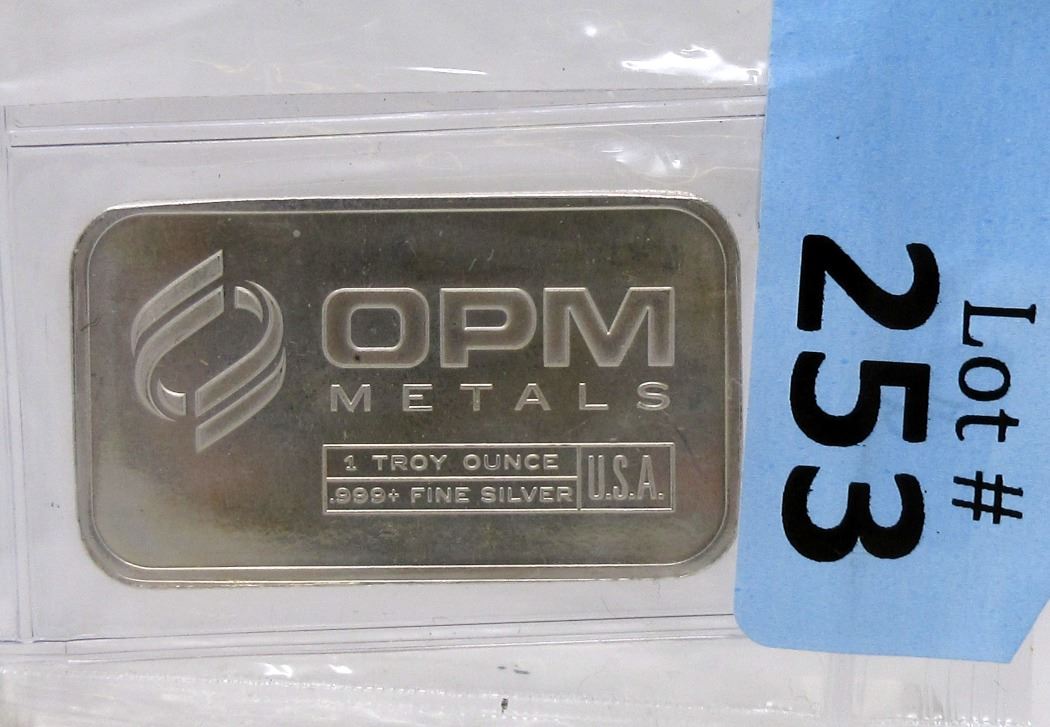 OPM
METALS
1 TROY OUNCE
.999+ FINE SILVER
U.S.A.
Lot #
253